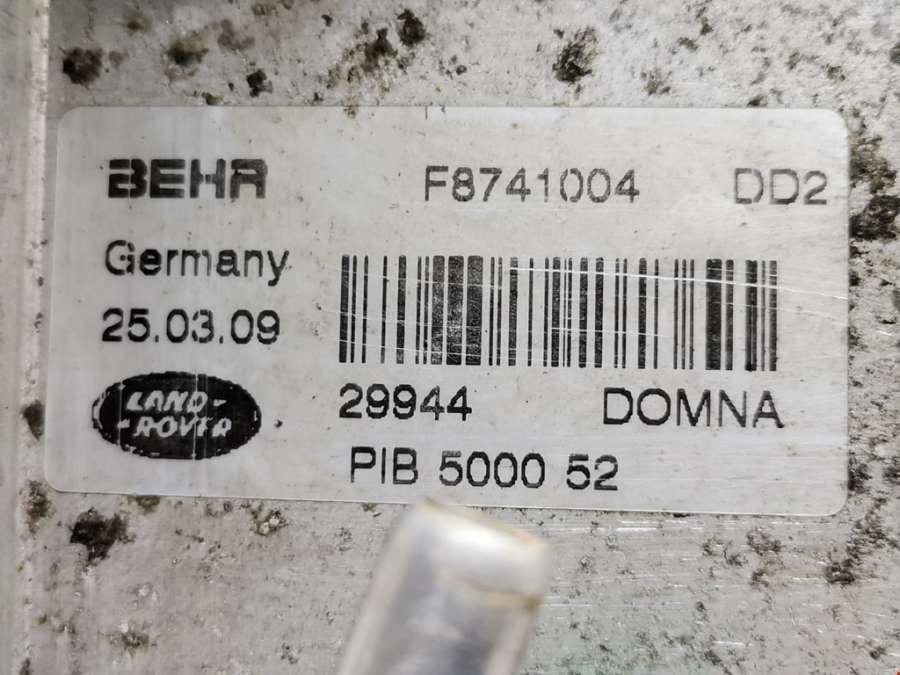 BEHR F8741004 DD2
Germany
25.03.09
LAND-
-ROVER
29944 DOMNA
PIB 5000 52